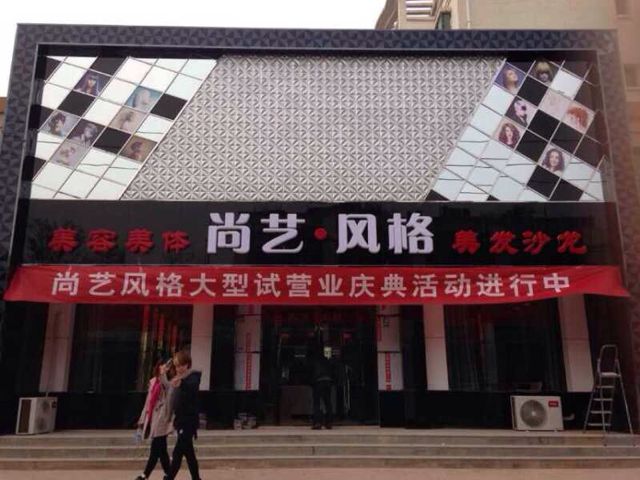 美容美体 尚艺·风格 美发沙龙
尚艺风格大型试营业庆典活动进行中